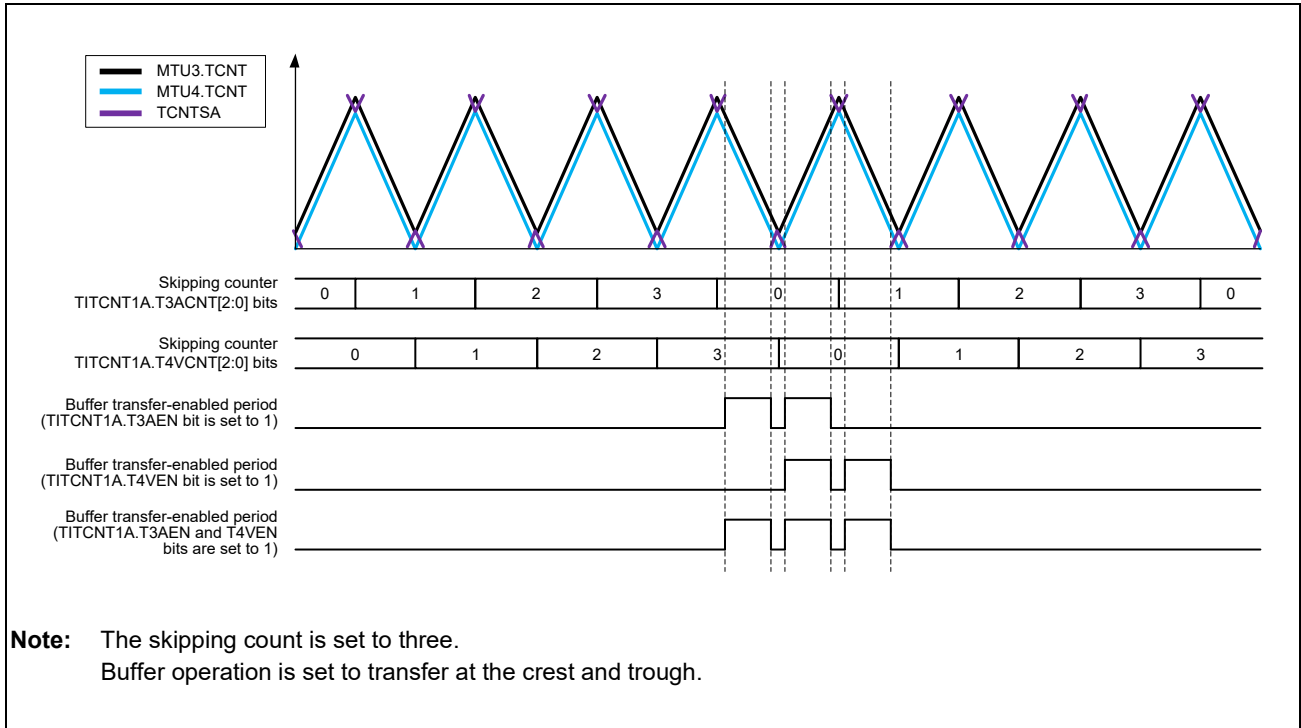 MTU3.TCNT
MTU4.TCNT
TCNTSA
Skipping counter
TITCNT1A.T3ACNT[2:0] bits
0 1 2 3 0 1 2 3 0
Skipping counter
TITCNT1A.T4VCNT[2:0] bits
0 1 2 3 0 1 2 3
Buffer transfer-enabled period
(TITCNT1A.T3AEN bit is set to 1)
Buffer transfer-enabled period
(TITCNT1A.T4VEN bit is set to 1)
Buffer transfer-enabled period
(TITCNT1A.T3AEN and T4VEN
bits are set to 1)
Note: The skipping count is set to three.
Buffer operation is set to transfer at the crest and trough.